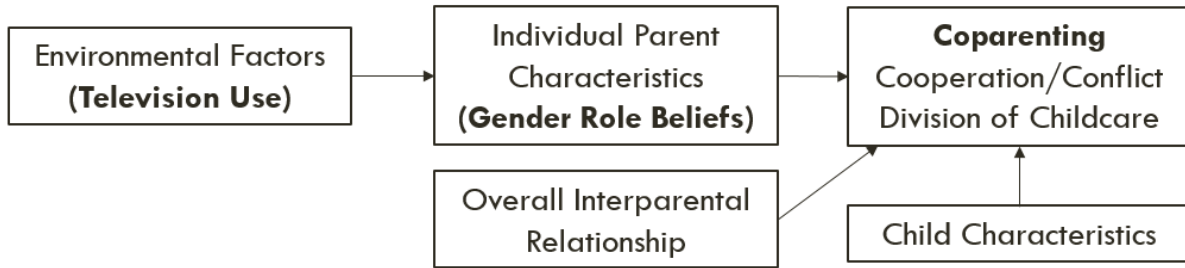 Environmental Factors
(Television Use)
Individual Parent
Characteristics
(Gender Role Beliefs)
Coparenting
Cooperation/Conflict
Division of Childcare
Overall Interparental
Relationship
Child Characteristics